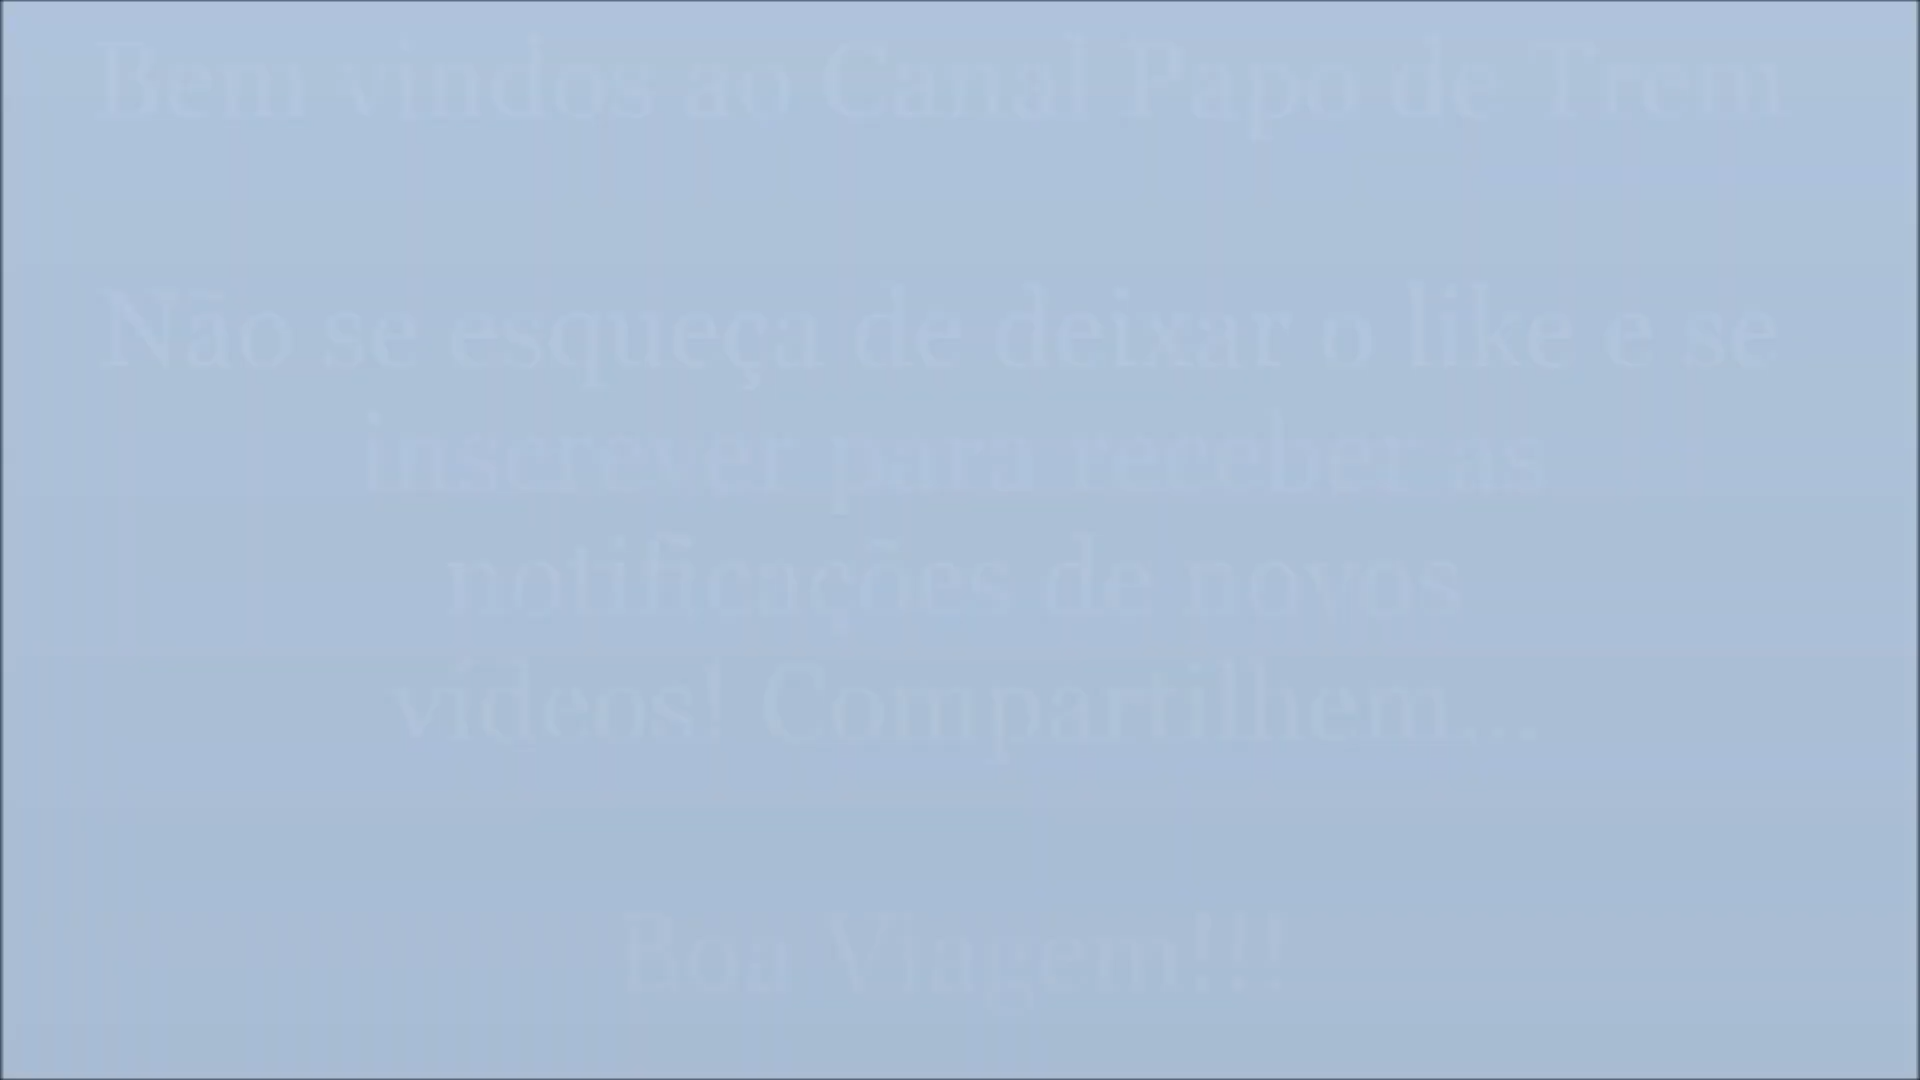 Bem vindos ao Canal Papo de Trem
Não se esqueça de deixar o like e se
inscrever para receber as
notificações de novos
vídeos! Compartilhem...
Boa Viagem!!!